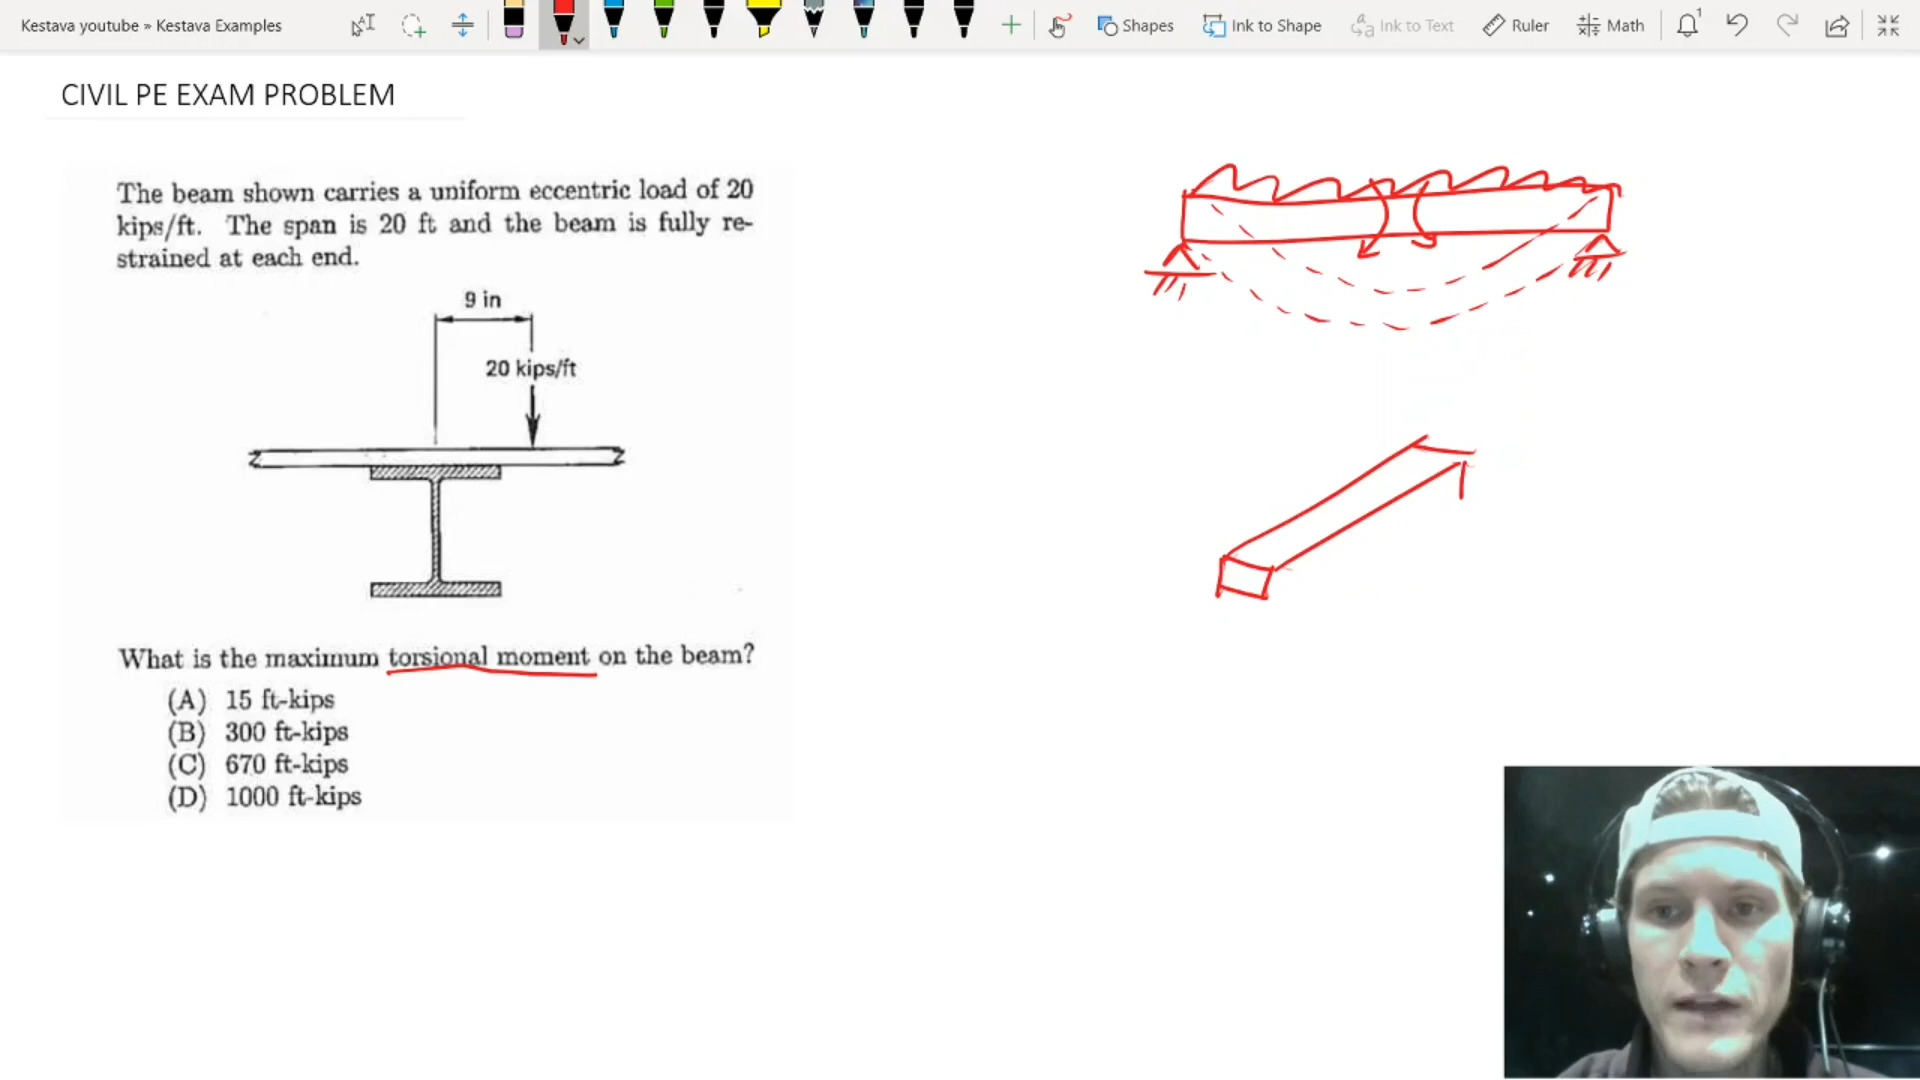 Kestava youtube » Kestava Examples
Shapes
Ink to Shape
Ink to Text
Ruler
Math
1
CIVIL PE EXAM PROBLEM
The beam shown carries a uniform eccentric load of 20
kips/ft. The span is 20 ft and the beam is fully re-
strained at each end.
9 in
20 kips/ft
What is the maximum torsional moment on the beam?
(A) 15 ft-kips
(B) 300 ft-kips
(C) 670 ft-kips
(D) 1000 ft-kips